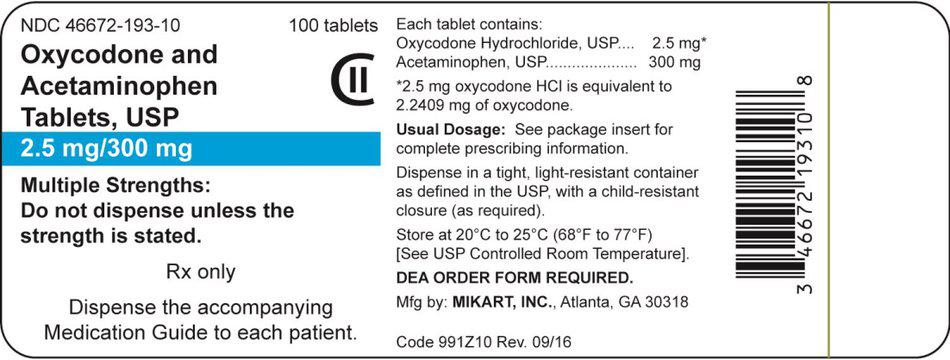 NDC 46672-193-10 100 tablets
Oxycodone and
Acetaminophen
Tablets, USP
CII
2.5 mg/300 mg
Multiple Strengths:
Do not dispense unless the
strength is stated.
Rx only
Dispense the accompanying
Medication Guide to each patient.
Each tablet contains:
Oxycodone Hydrochloride, USP.... 2.5 mg*
Acetaminophen, USP..................... 300 mg
*2.5 mg oxycodone HCl is equivalent to
2.2409 mg of oxycodone.
Usual Dosage: See package insert for
complete prescribing information.
Dispense in a tight, light-resistant container
as defined in the USP, with a child-resistant
closure (as required).
Store at 20°C to 25°C (68°F to 77°F)
[See USP Controlled Room Temperature].
DEA ORDER FORM REQUIRED.
Mfg by: MIKART, INC., Atlanta, GA 30318
Code 991Z10 Rev. 09/16
3 46672 19310 8